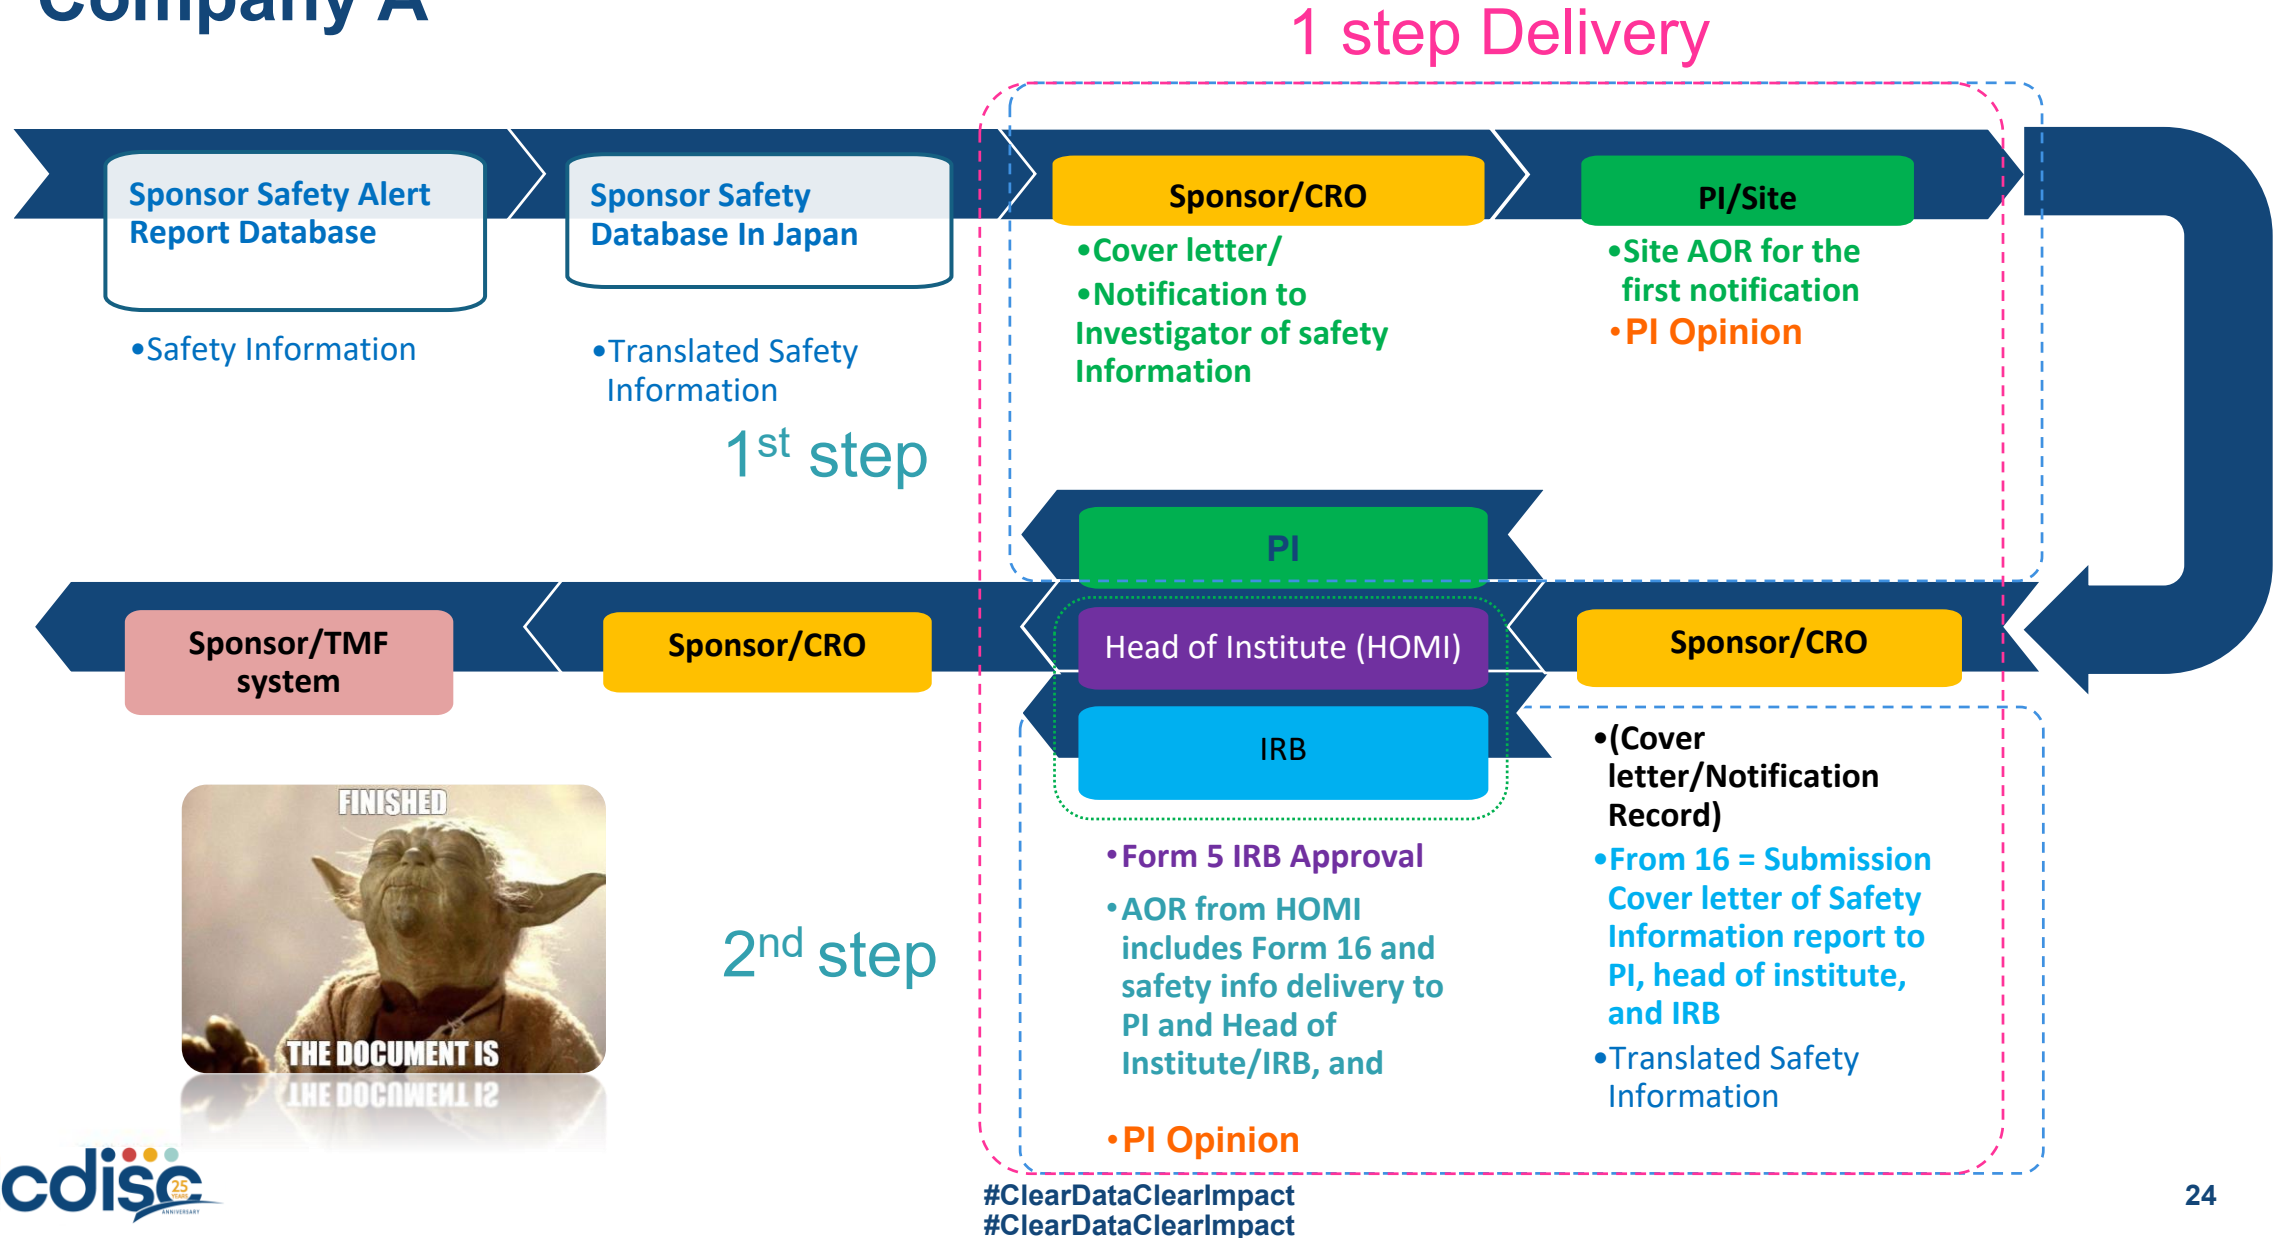 Company A
1 step Delivery
Sponsor Safety Alert
Report Database
•Safety Information
Sponsor Safety
Database In Japan
•Translated Safety
Information
Sponsor/CRO
•Cover letter/
•Notification to
Investigator of safety
Information
PI/Site
•Site AOR for the
first notification
•PI Opinion
1st step
PI
Head of Institute (HOMI)
IRB
Sponsor/CRO
Sponsor/CRO
Sponsor/TMF
system
•(Cover
letter/Notification
Record)
•From 16 = Submission
Cover letter of Safety
Information report to
PI, head of institute,
and IRB
•Translated Safety
Information
•Form 5 IRB Approval
•AOR from HOMI
includes Form 16 and
safety info delivery to
PI and Head of
Institute/IRB, and
•PI Opinion
2nd step
FINISHED
THE DOCUMENT IS
cdisc
25
YEARS
ANNIVERSARY
#ClearDataClearImpact
#ClearDataClearImpact
24